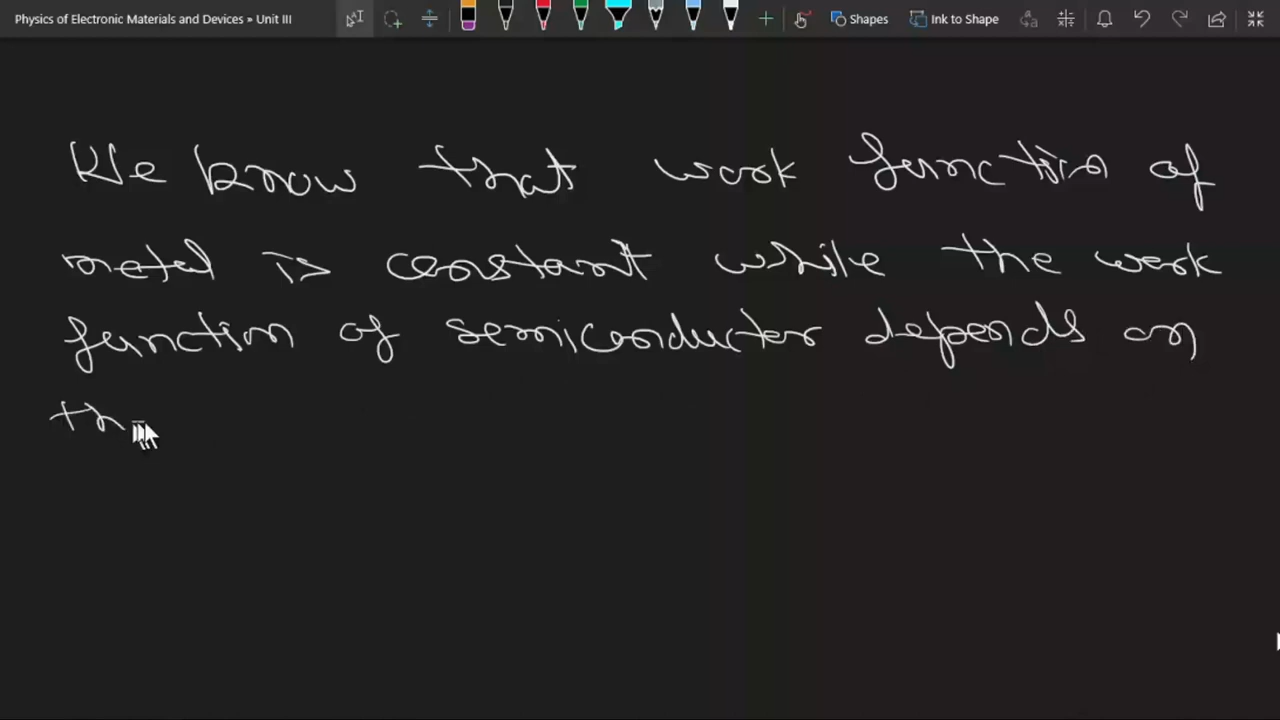 Physics of Electronic Materials and Devices » Unit III
Shapes
Ink to Shape
We know that work function of
metal is constant while the work
function of semiconductor depends on
th